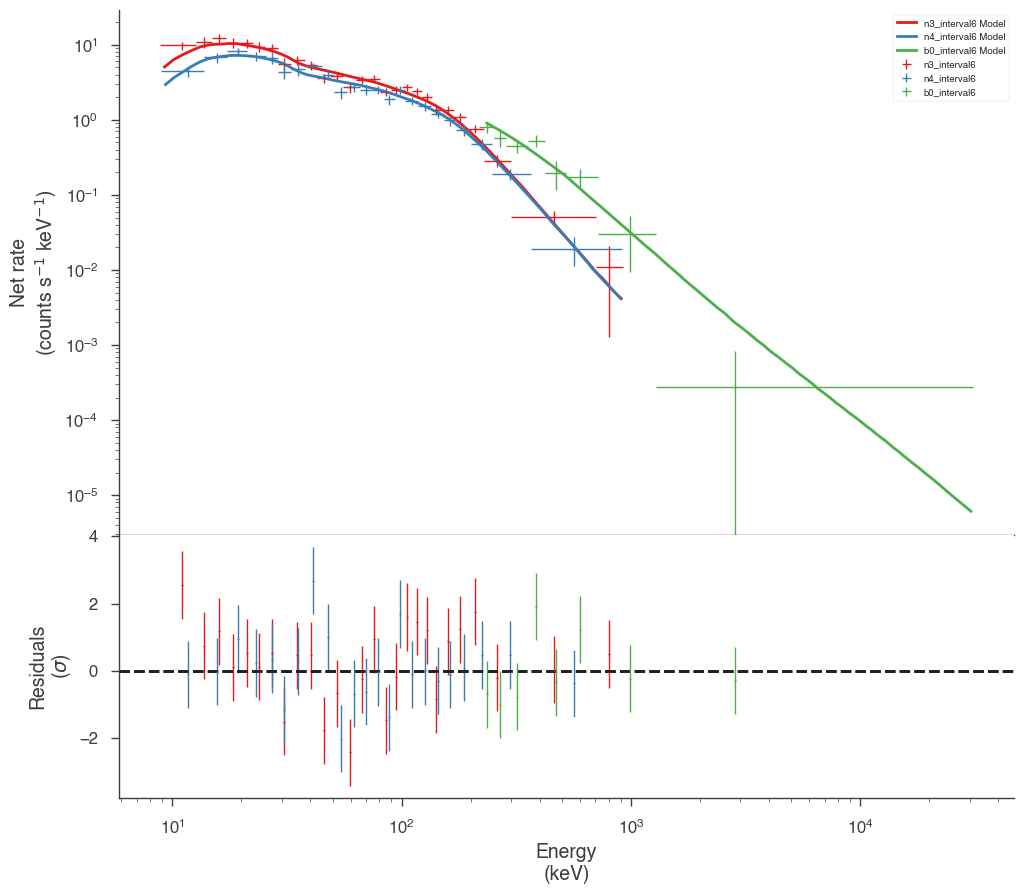 n3_interval6 Model
n4_interval6 Model
b0_interval6 Model
n3_interval6
n4_interval6
b0_interval6
10¹
10⁰
10⁻¹
10⁻²
10⁻³
10⁻⁴
10⁻⁵
Net rate
(counts s⁻¹ keV⁻¹)
4
2
0
−2
Residuals
(σ)
10¹ 10² 10³ 10⁴
Energy
(keV)